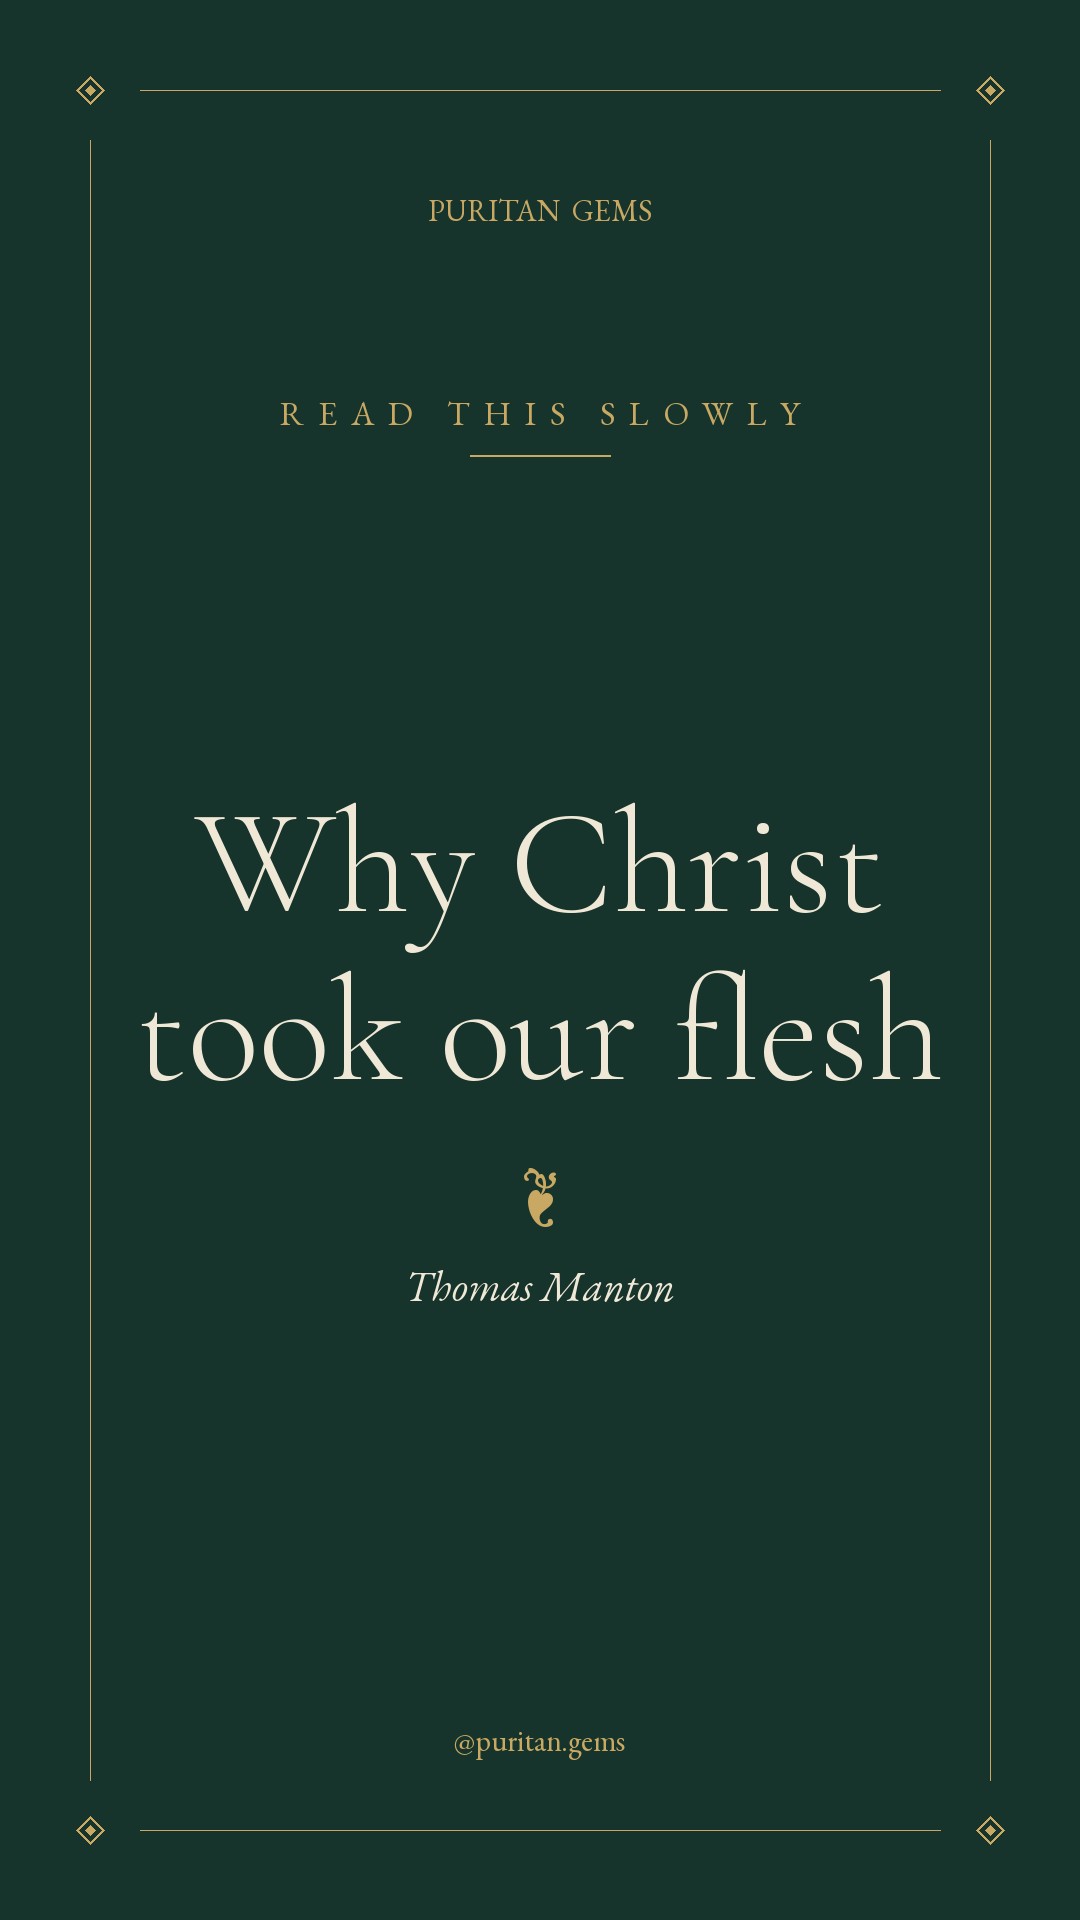 PURITAN GEMS
READ THIS SLOWLY
Why Christ
took our flesh
Thomas Manton
@puritan.gems